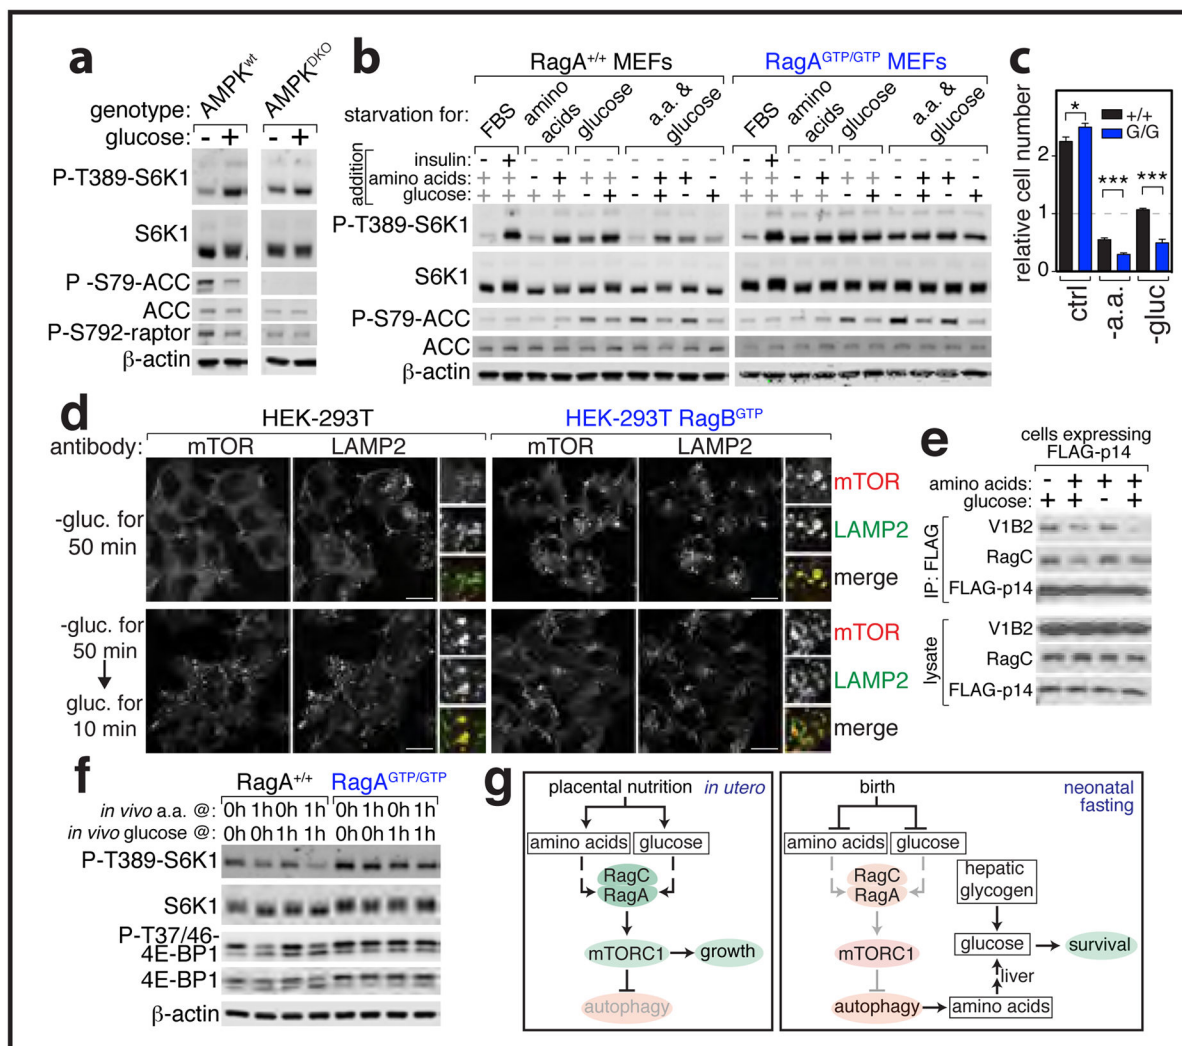 a
genotype: AMPKwt AMPKDKO
glucose: - + - +
P-T389-S6K1
S6K1
P -S79-ACC
ACC
P-S792-raptor
β-actin
b
RagA+/+ MEFs RagAGTP/GTP MEFs
starvation for: FBS amino acids glucose a.a. & glucose FBS amino acids glucose a.a. & glucose
addition
insulin: - + - - - - - - - - - + - - - - - - - -
amino acids: + + - + + + - + + - + + - + + + - + + -
glucose: + + + + - + - + - + + + + + - + - + - +
P-T389-S6K1
S6K1
P-S79-ACC
ACC
β-actin
c
relative cell number
+/+
G/G
2
1
0
*
***
***
ctrl
-a.a.
-gluc
d
HEK-293T HEK-293T RagBGTP
antibody: mTOR LAMP2 mTOR LAMP2
-gluc. for
50 min
mTOR
LAMP2
merge
-gluc. for
50 min
gluc. for
10 min
mTOR
LAMP2
merge
e
cells expressing
FLAG-p14
amino acids: - + + +
glucose: + + - +
IP: FLAG
V1B2
RagC
FLAG-p14
lysate
V1B2
RagC
FLAG-p14
f
RagA+/+ RagAGTP/GTP
in vivo a.a. @: 0h 1h 0h 1h 0h 1h 0h 1h
in vivo glucose @: 0h 0h 1h 1h 0h 0h 1h 1h
P-T389-S6K1
S6K1
P-T37/46-
4E-BP1
4E-BP1
β-actin
g
placental nutrition in utero
amino acids glucose
RagC
RagA
mTORC1 growth
autophagy
birth neonatal
fasting
amino acids glucose
RagC
RagA
hepatic
glycogen
mTORC1
glucose survival
liver
autophagy amino acids